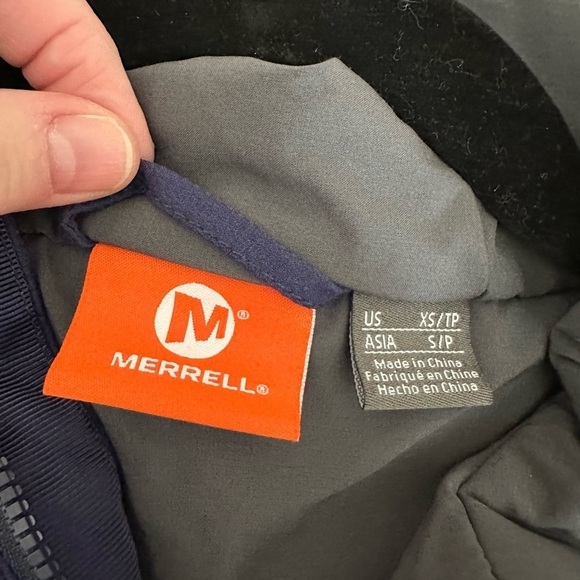 M®
MERRELL®
US XS/TP
ASIA S/P
Made in China
Fabriqué en Chine
Hecho en China